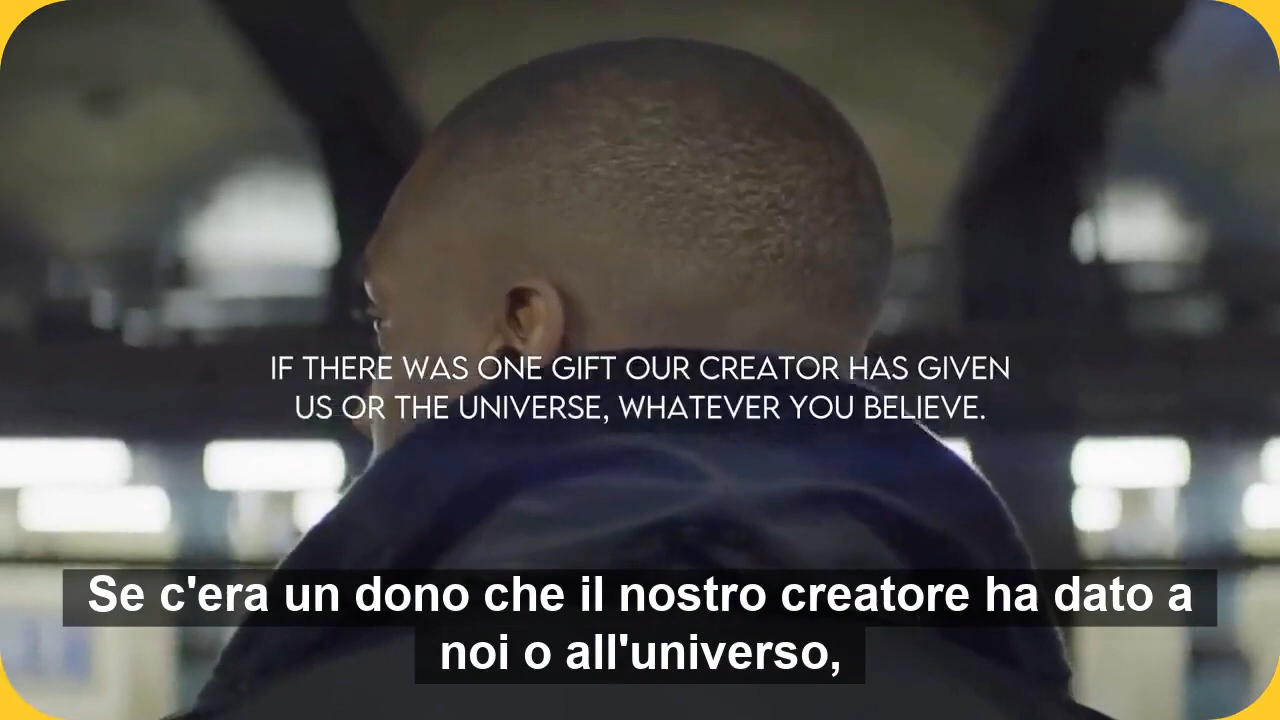 IF THERE WAS ONE GIFT OUR CREATOR HAS GIVEN
US OR THE UNIVERSE, WHATEVER YOU BELIEVE.
Se c'era un dono che il nostro creatore ha dato a
noi o all'universo,